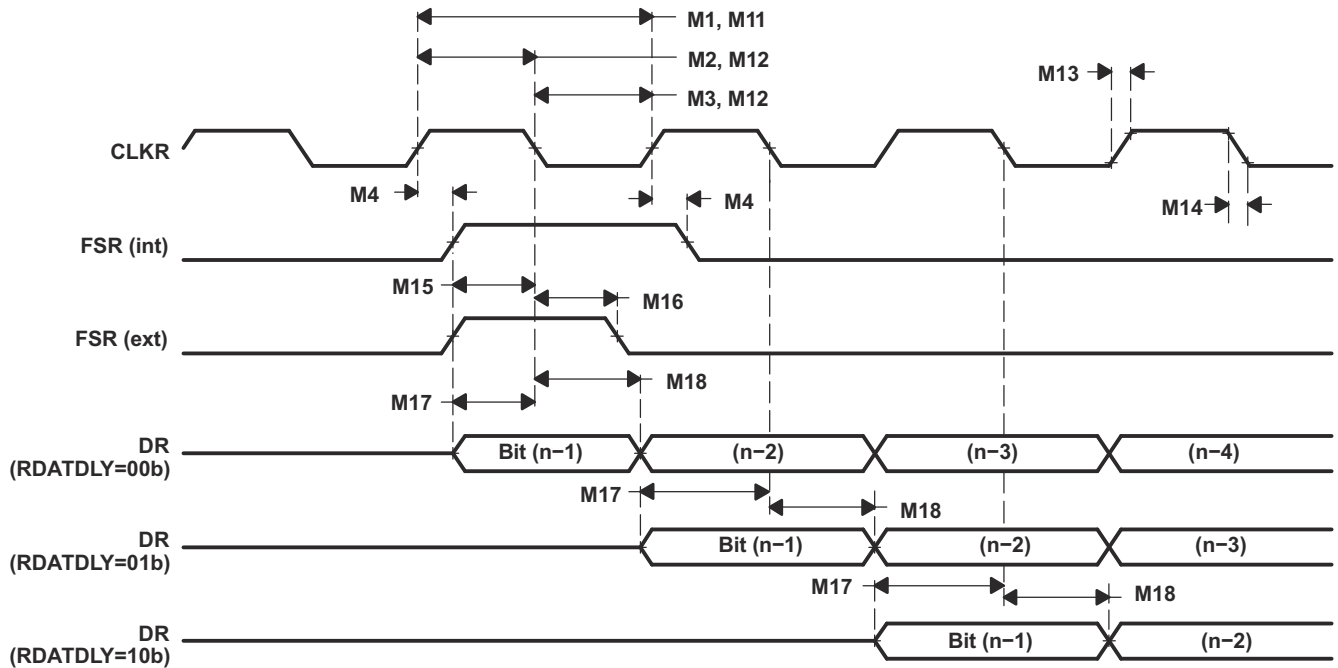 M1, M11
M2, M12
M13
M3, M12
CLKR
M4
M4
M14
FSR (int)
M15
M16
FSR (ext)
M18
M17
DR
(RDATDLY=00b)
Bit (n−1)
(n−2)
(n−3)
(n−4)
M17
M18
DR
(RDATDLY=01b)
Bit (n−1)
(n−2)
(n−3)
M17
M18
DR
(RDATDLY=10b)
Bit (n−1)
(n−2)